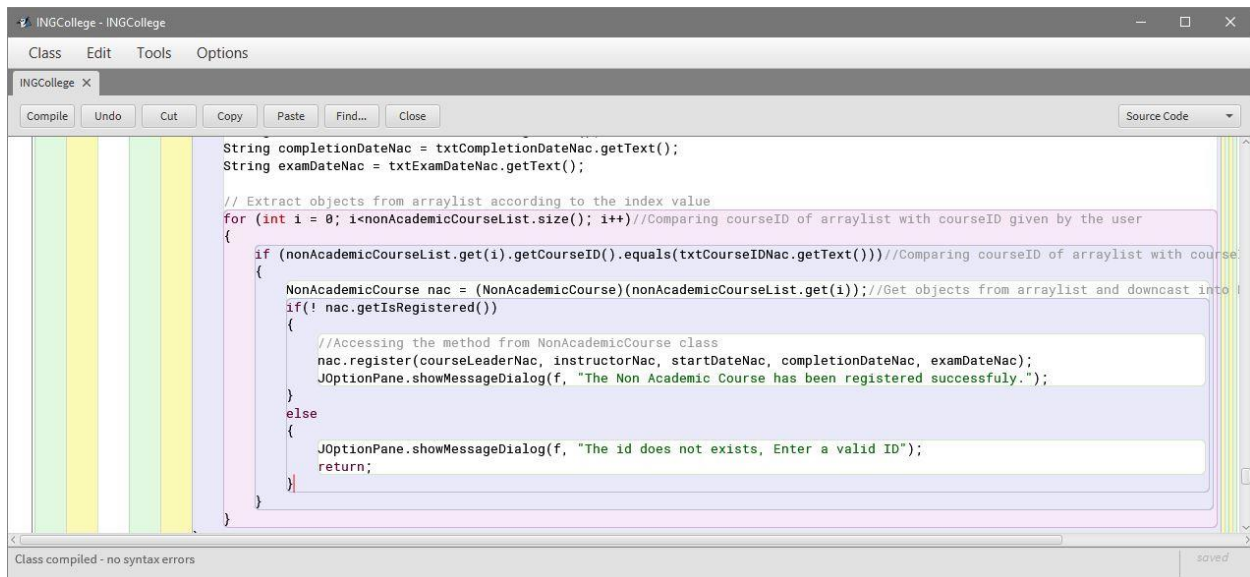 INGCollege - INGCollege
Class Edit Tools Options
INGCollege X
Compile Undo Cut Copy Paste Find... Close Source Code
String completionDateNac = txtCompletionDateNac.getText();
String examDateNac = txtExamDateNac.getText();
// Extract objects from arraylist according to the index value
for (int i = 0; i<nonAcademicCourseList.size(); i++)//Comparing courseID of arraylist with courseID given by the user
{
if (nonAcademicCourseList.get(i).getCourseID().equals(txtCourseIDNac.getText()))//Comparing courseID of arraylist with course
{
NonAcademicCourse nac = (NonAcademicCourse)(nonAcademicCourseList.get(i));//Get objects from arraylist and downcast into
if(! nac.getIsRegistered())
{
//Accessing the method from NonAcademicCourse class
nac.register(courseLeaderNac, instructorNac, startDateNac, completionDateNac, examDateNac);
JOptionPane.showMessageDialog(f, "The Non Academic Course has been registered successfuly.");
}
else
{
JOptionPane.showMessageDialog(f, "The id does not exists, Enter a valid ID");
return;
}
}
}
Class compiled - no syntax errors
saved